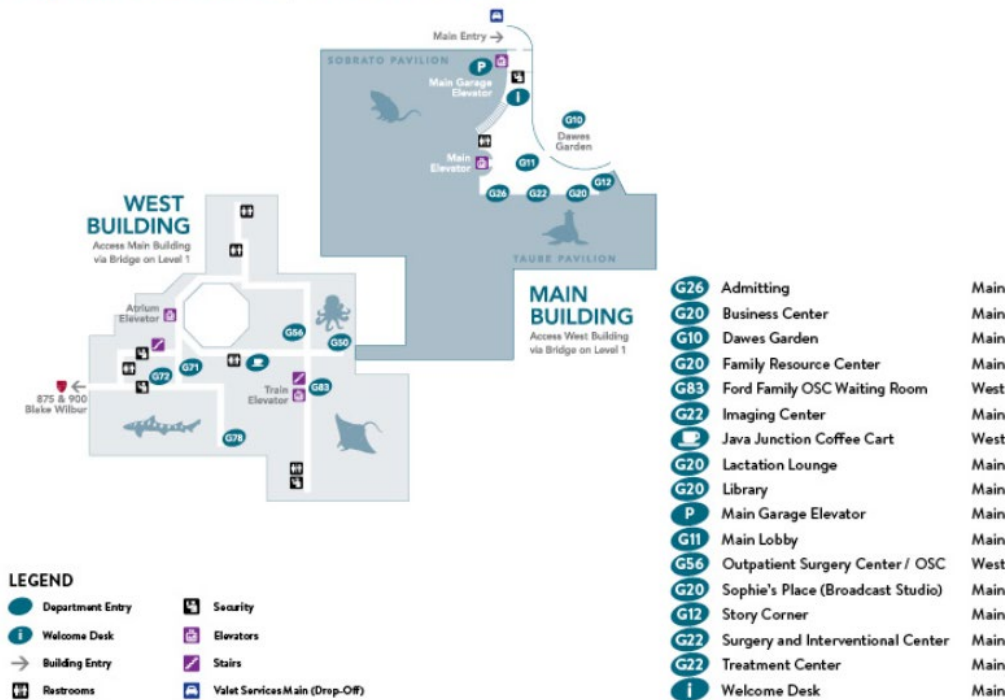 Main Entry
SOBRATO PAVILION
P
Main Garage
Elevator
i
G10
Dawes
Garden
Main
Elevator
G11
G12
G26
G22
G20
TAUBE PAVILION
WEST
BUILDING
Access Main Building
via Bridge on Level 1
MAIN
BUILDING
Access West Building
via Bridge on Level 1
Atrium
Elevator
G56
G50
G71
G72
Train
Elevator
G83
875 & 900
Blake Wilbur
G78
G26 Admitting Main
G20 Business Center Main
G10 Dawes Garden Main
G20 Family Resource Center Main
G83 Ford Family OSC Waiting Room West
G22 Imaging Center Main
Java Junction Coffee Cart West
G20 Lactation Lounge Main
G20 Library Main
P Main Garage Elevator Main
G11 Main Lobby Main
G56 Outpatient Surgery Center / OSC West
G20 Sophie's Place (Broadcast Studio) Main
G12 Story Corner Main
G22 Surgery and Interventional Center Main
G22 Treatment Center Main
i Welcome Desk Main
LEGEND
Department Entry
Security
i Welcome Desk
Elevators
Building Entry
Stairs
Restrooms
Valet Services Main (Drop-Off)